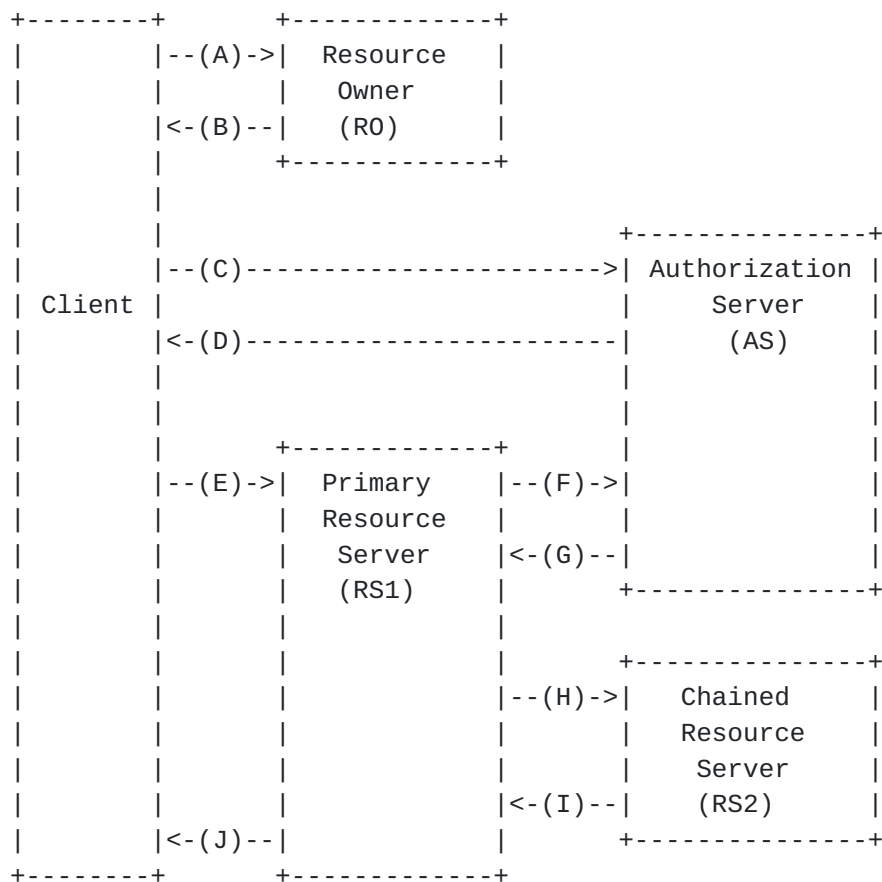 +--------+       +-------------+
|        |--(A)->|  Resource   |
|        |       |   Owner     |
|        |<-(B)--|   (RO)      |
|        |       +-------------+
|        |
|        |                              +---------------+
|        |--(C)----------------------->| Authorization |
| Client |                              |     Server    |
|        |<-(D)------------------------|      (AS)     |
|        |                              |               |
|        |                              |               |
|        |       +-------------+       |               |
|        |--(E)->|  Primary    |--(F)->|               |
|        |       |  Resource   |       |               |
|        |       |   Server    |<-(G)--|               |
|        |       |   (RS1)     |       +---------------+
|        |       |             |
|        |       |             |       +---------------+
|        |       |             |--(H)->|   Chained     |
|        |       |             |       |   Resource    |
|        |       |             |       |    Server     |
|        |       |             |<-(I)--|    (RS2)      |
|        |<-(J)--|             |       +---------------+
+--------+       +-------------+